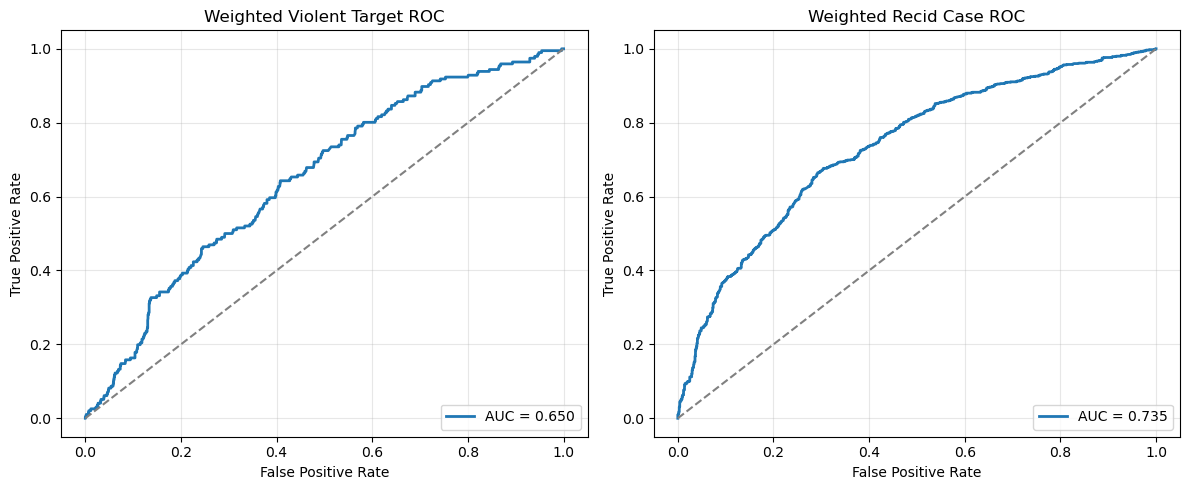 Weighted Violent Target ROC
True Positive Rate
1.0
0.8
0.6
0.4
0.2
0.0
0.0 0.2 0.4 0.6 0.8 1.0
False Positive Rate
AUC = 0.650
Weighted Recid Case ROC
True Positive Rate
1.0
0.8
0.6
0.4
0.2
0.0
0.0 0.2 0.4 0.6 0.8 1.0
False Positive Rate
AUC = 0.735